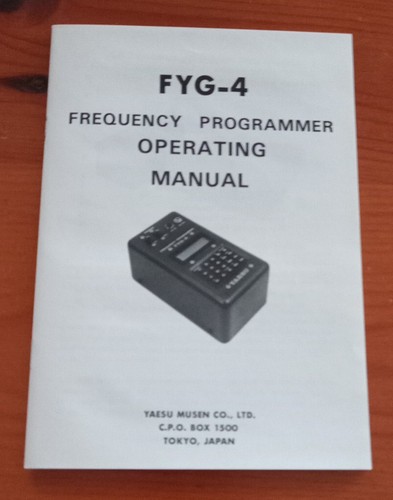 FYG-4
FREQUENCY PROGRAMMER
OPERATING
MANUAL
YAESU MUSEN CO., LTD.
C.P.O. BOX 1500
TOKYO, JAPAN